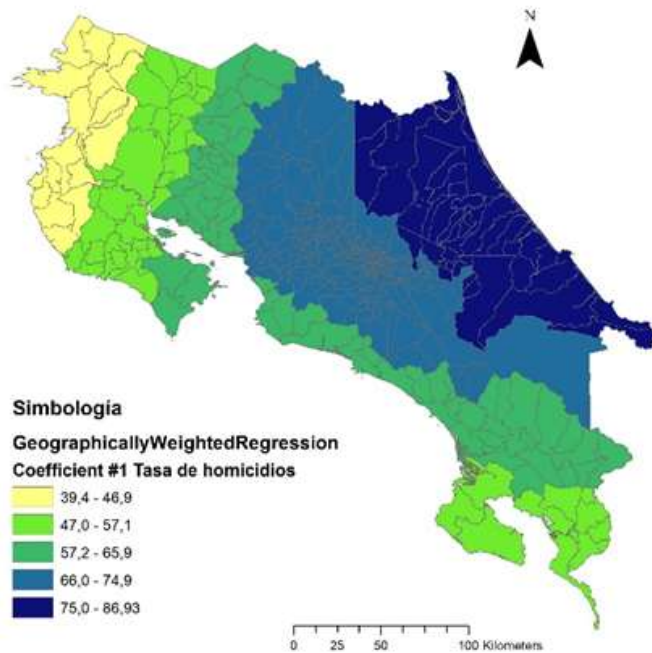 N
Simbología
GeographicallyWeightedRegression
Coefficient #1 Tasa de homicidios
39,4 - 46,9
47,0 - 57,1
57,2 - 65,9
66,0 - 74,9
75,0 - 86,93
0 25 50 100 Kilometers